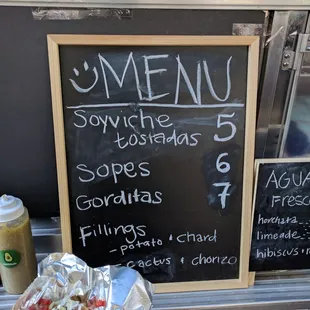 MENU
Soyviche
tostadas 5
Sopes 6
Gorditas 7
Fillings
- potato & chard
- cactus & chorizo
AGUA
FRESC
horchata
limeade
hibiscus